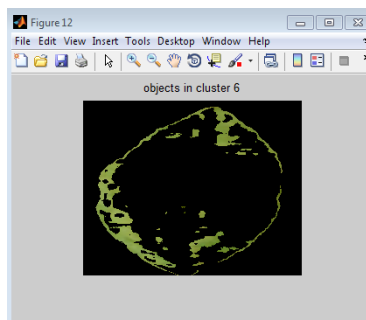 Figure 12
File Edit View Insert Tools Desktop Window Help
objects in cluster 6